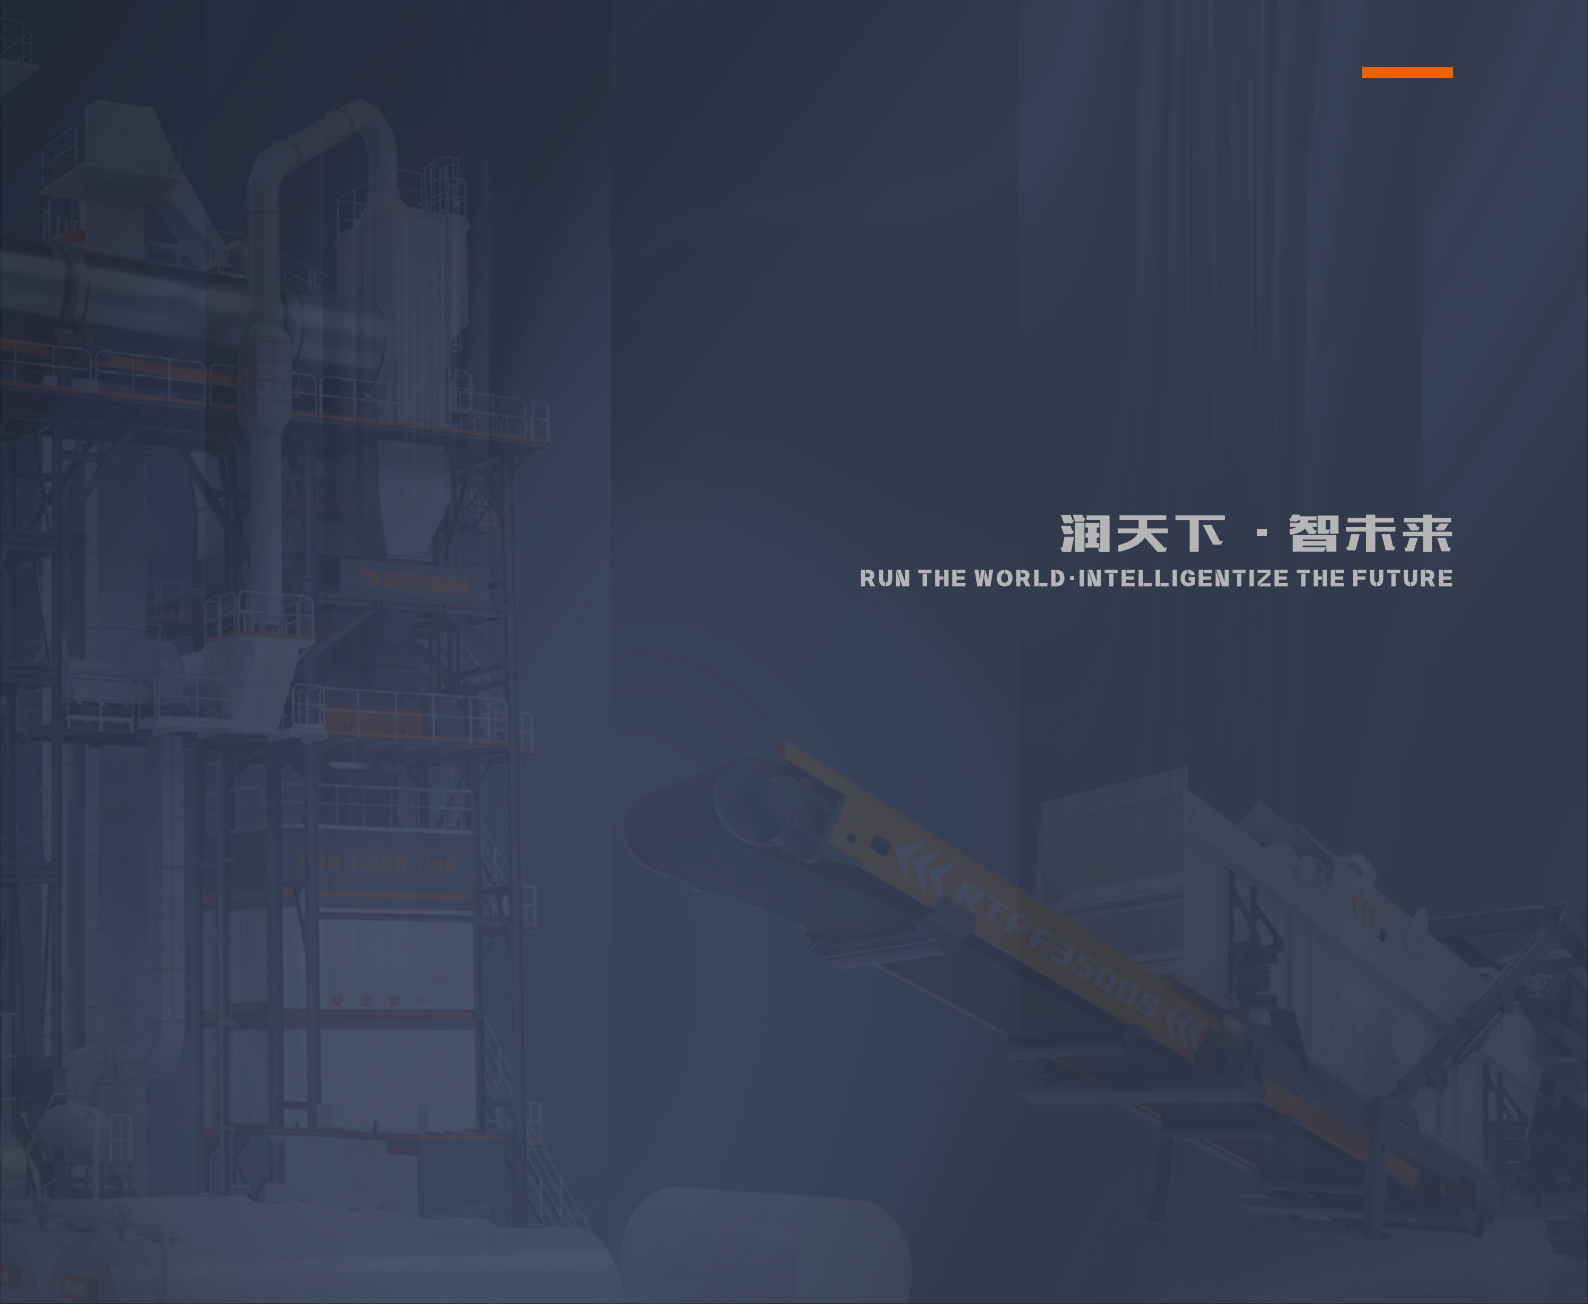 润天下 · 智未来
RUN THE WORLD·INTELLIGENTIZE THE FUTURE
RTPF3500S